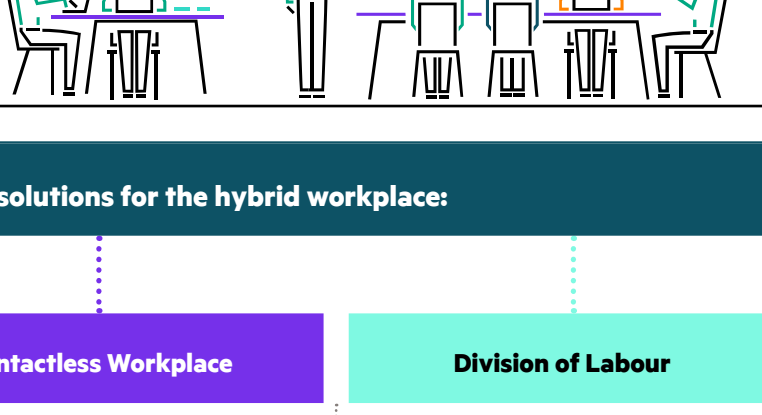 solutions for the hybrid workplace:
ntactless Workplace
Division of Labour